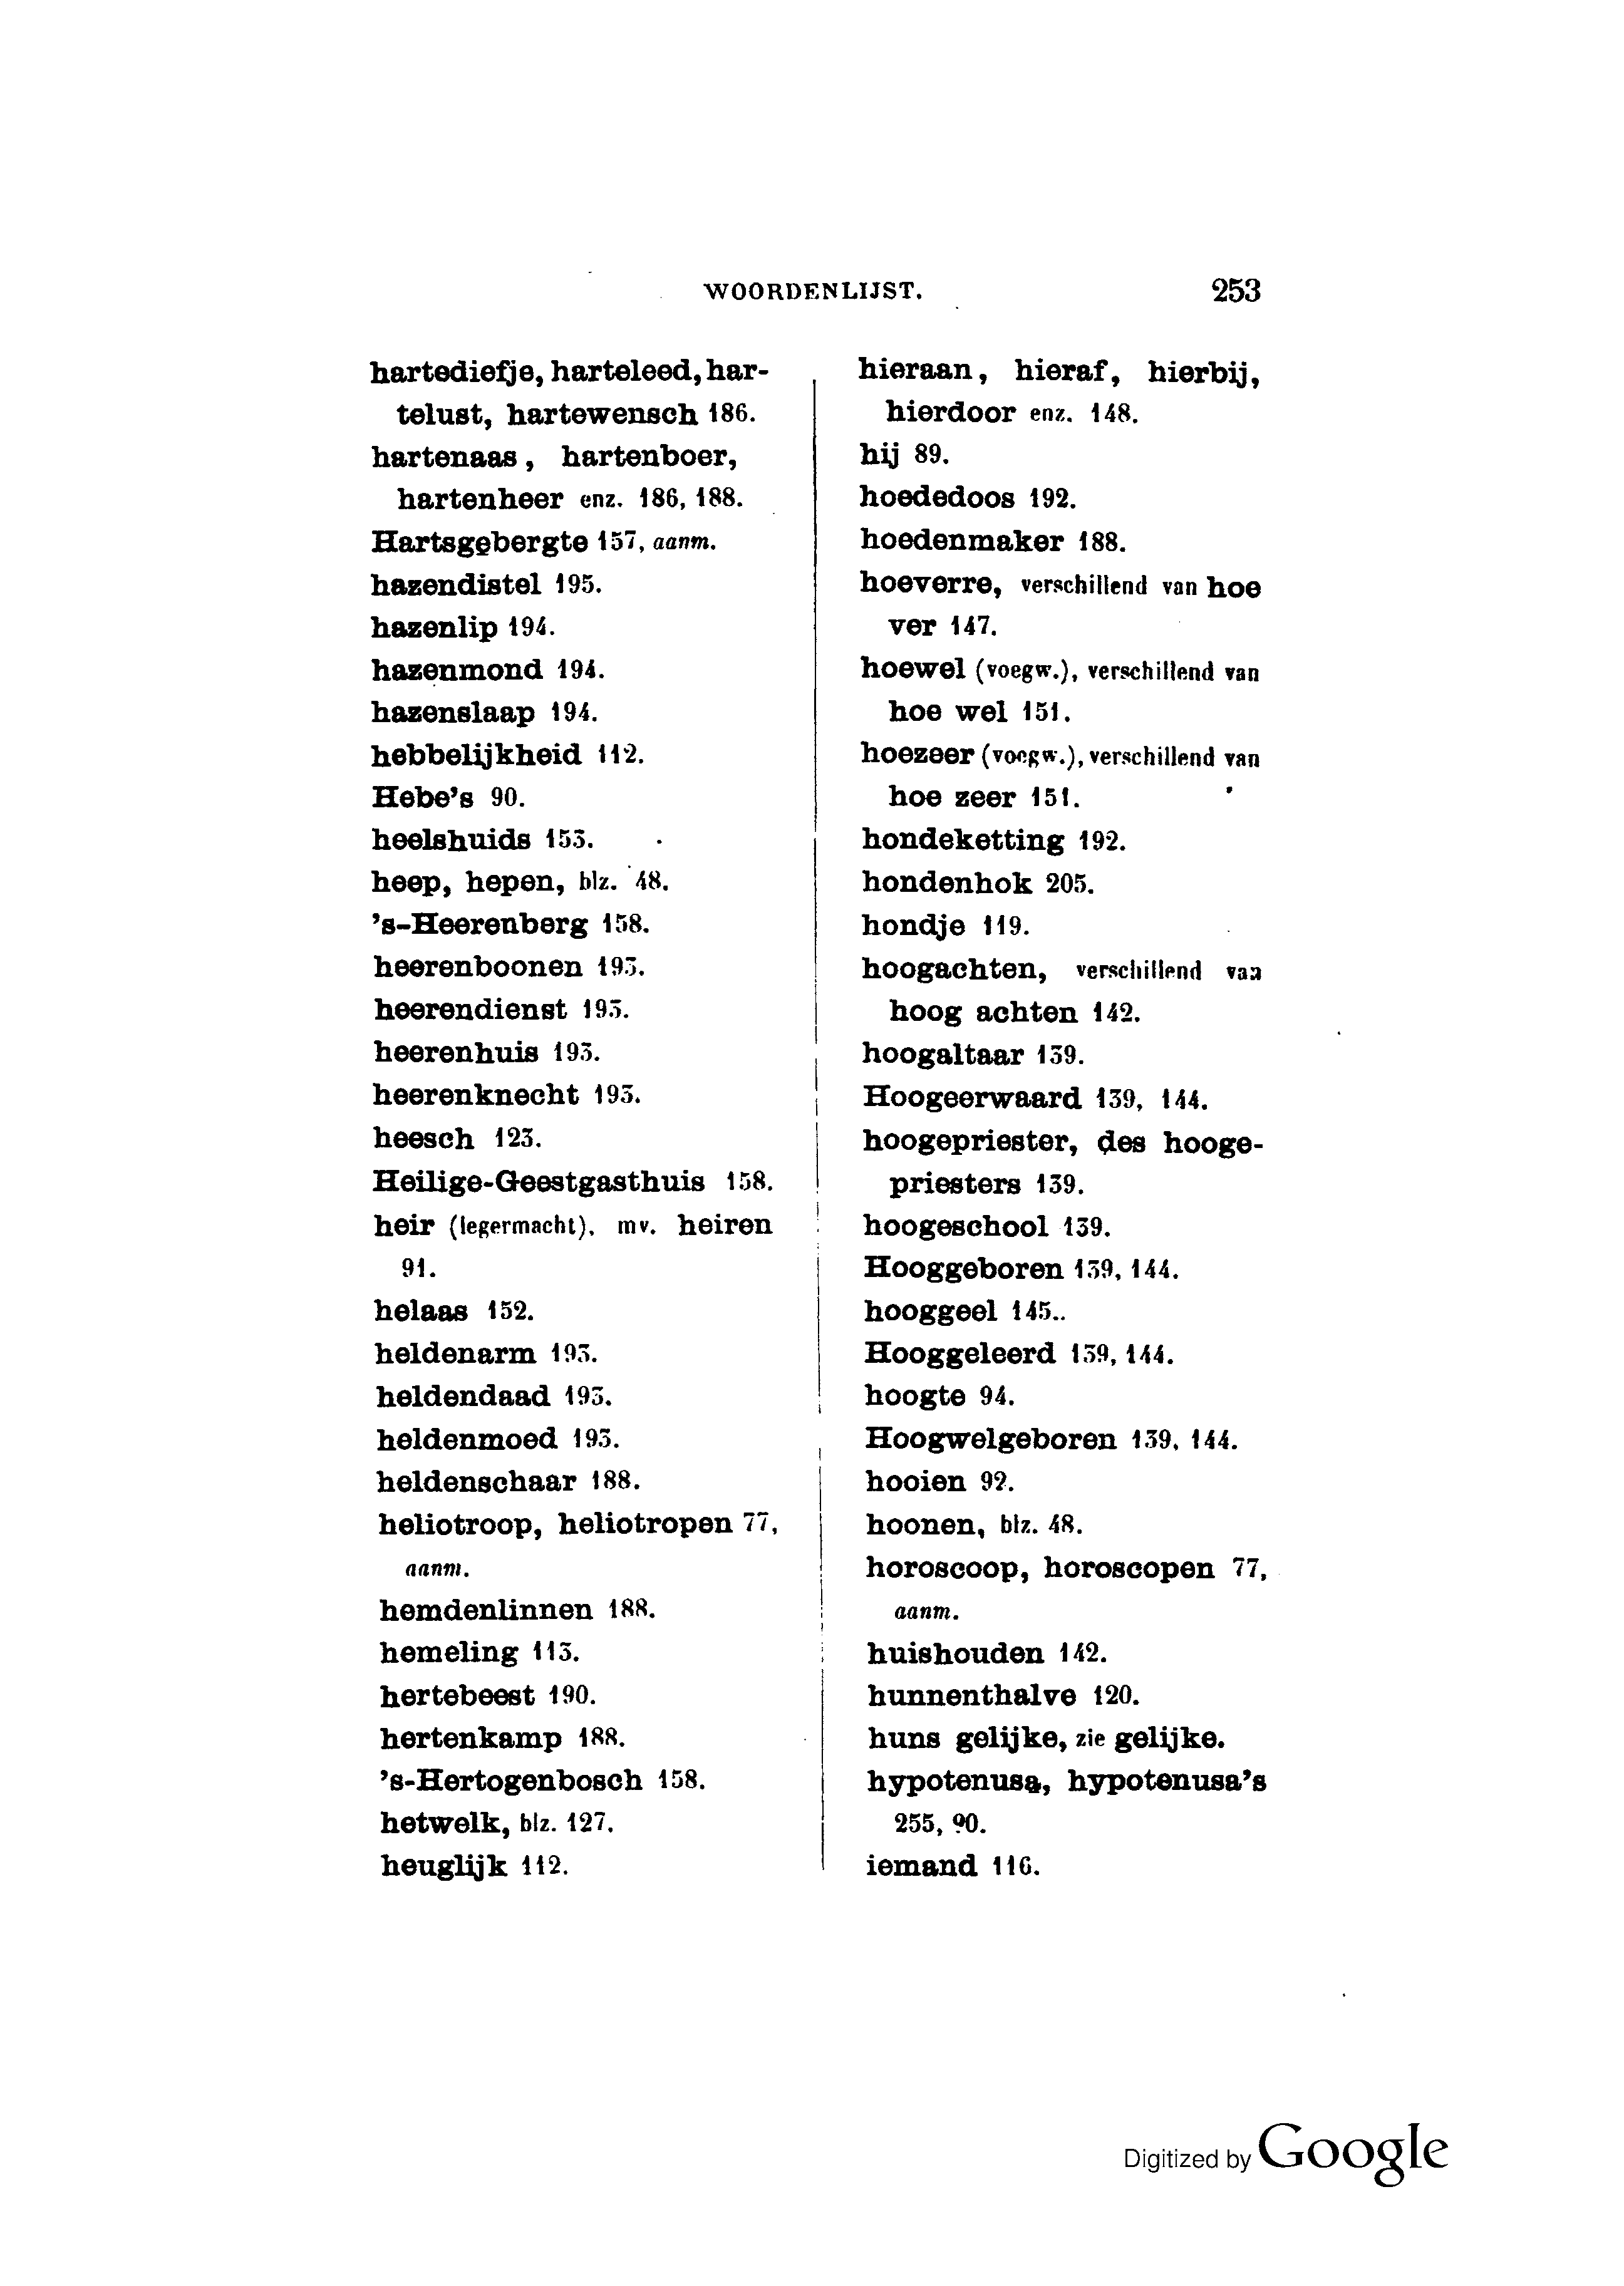 WOORDENLIJST. 253
hartediefje, harteleed, har-
telust, hartewensch 186.
hartenaas, hartenboer,
hartenheer enz. 186, 188.
Hartsgebergte 157, aanm.
hazendistel 195.
hazenlip 194.
hazenmond 194.
hazenslaap 194.
hebbelijkheid 112.
Hebe's 90.
heelshuids 153.
heep, hepen, blz. 48.
's-Heerenberg 158.
heerenboonen 193.
heerendienst 193.
heerenhuis 193.
heerenknecht 193.
heesch 123.
Heilige-Geestgasthuis 158.
heir (legermacht), mv. heiren
91.
helaas 152.
heldenarm 193.
heldendaad 193.
heldenmoed 193.
heldenschaar 188.
heliotroop, heliotropen 77,
aanm.
hemdenlinnen 188.
hemeling 113.
hertebeest 190.
hertenkamp 188.
's-Hertogenbosch 158.
hetwelk, blz. 127.
heuglijk 112.
hieraan, hieraf, hierbij,
hierdoor enz. 148.
hij 89.
hoededoos 192.
hoedenmaker 188.
hoeverre, verschillend van hoe
ver 147.
hoewel (voegw.), verschillend van
hoe wel 151.
hoezeer (voegw.), verschillend van
hoe zeer 151.
hondeketting 192.
hondenhok 205.
hondje 119.
hoogachten, verschillend van
hoog achten 142.
hoogaltaar 139.
Hoogeerwaard 139, 144.
hoogepriester, des hooge-
priesters 139.
hoogeschool 139.
Hooggeboren 139, 144.
hooggeel 145..
Hooggeleerd 139, 144.
hoogte 94.
Hoogwelgeboren 139, 144.
hooien 92.
hoonen, blz. 48.
horoscoop, horoscopen 77,
aanm.
huishouden 142.
hunnenthalve 120.
huns gelijke, zie gelijke.
hypotenusa, hypotenusa's
255, 90.
iemand 116.
Digitized by Google